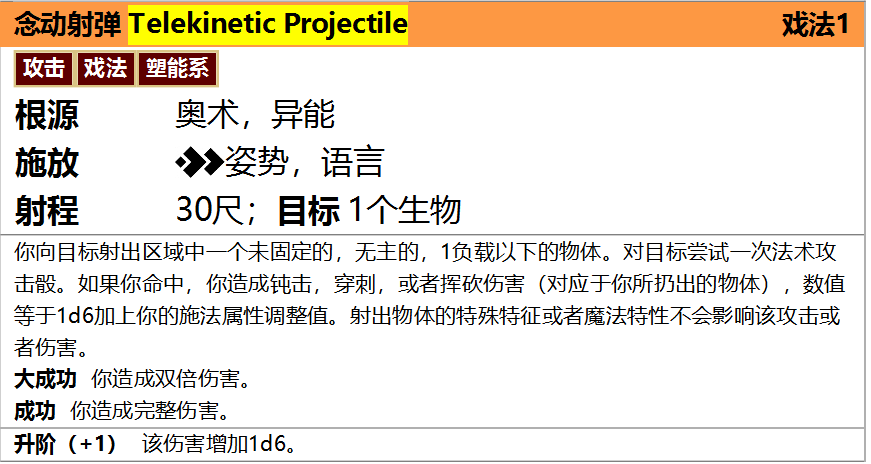 念动射弹 Telekinetic Projectile 戏法1
攻击 戏法 塑能系
根源 奥术，异能
施放 姿势，语言
射程 30尺；目标 1个生物
你向目标射出区域中一个未固定的，无主的，1负载以下的物体。对目标尝试一次法术攻
击骰。如果你命中，你造成钝击，穿刺，或者挥砍伤害（对应于你所扔出的物体），数值
等于1d6加上你的施法属性调整值。射出物体的特殊特征或者魔法特性不会影响该攻击或
者伤害。
大成功 你造成双倍伤害。
成功 你造成完整伤害。
升阶（+1） 该伤害增加1d6。